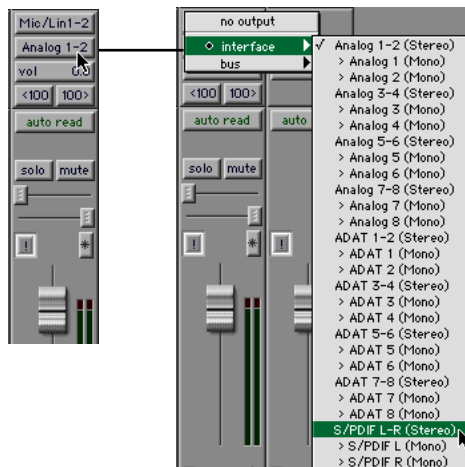 Mic/Lin1-2
Analog 1-2
vol 0.0
<100 100>
auto read
solo mute
!
*
no output
interface
bus
<100 100>
auto read
auto
solo mute
!
*
!
✓ Analog 1-2 (Stereo)
> Analog 1 (Mono)
> Analog 2 (Mono)
Analog 3-4 (Stereo)
> Analog 3 (Mono)
> Analog 4 (Mono)
Analog 5-6 (Stereo)
> Analog 5 (Mono)
> Analog 6 (Mono)
Analog 7-8 (Stereo)
> Analog 7 (Mono)
> Analog 8 (Mono)
ADAT 1-2 (Stereo)
> ADAT 1 (Mono)
> ADAT 2 (Mono)
ADAT 3-4 (Stereo)
> ADAT 3 (Mono)
> ADAT 4 (Mono)
ADAT 5-6 (Stereo)
> ADAT 5 (Mono)
> ADAT 6 (Mono)
ADAT 7-8 (Stereo)
> ADAT 7 (Mono)
> ADAT 8 (Mono)
S/PDIF L-R (Stereo)
> S/PDIF L (Mono)
> S/PDIF R (Mono)